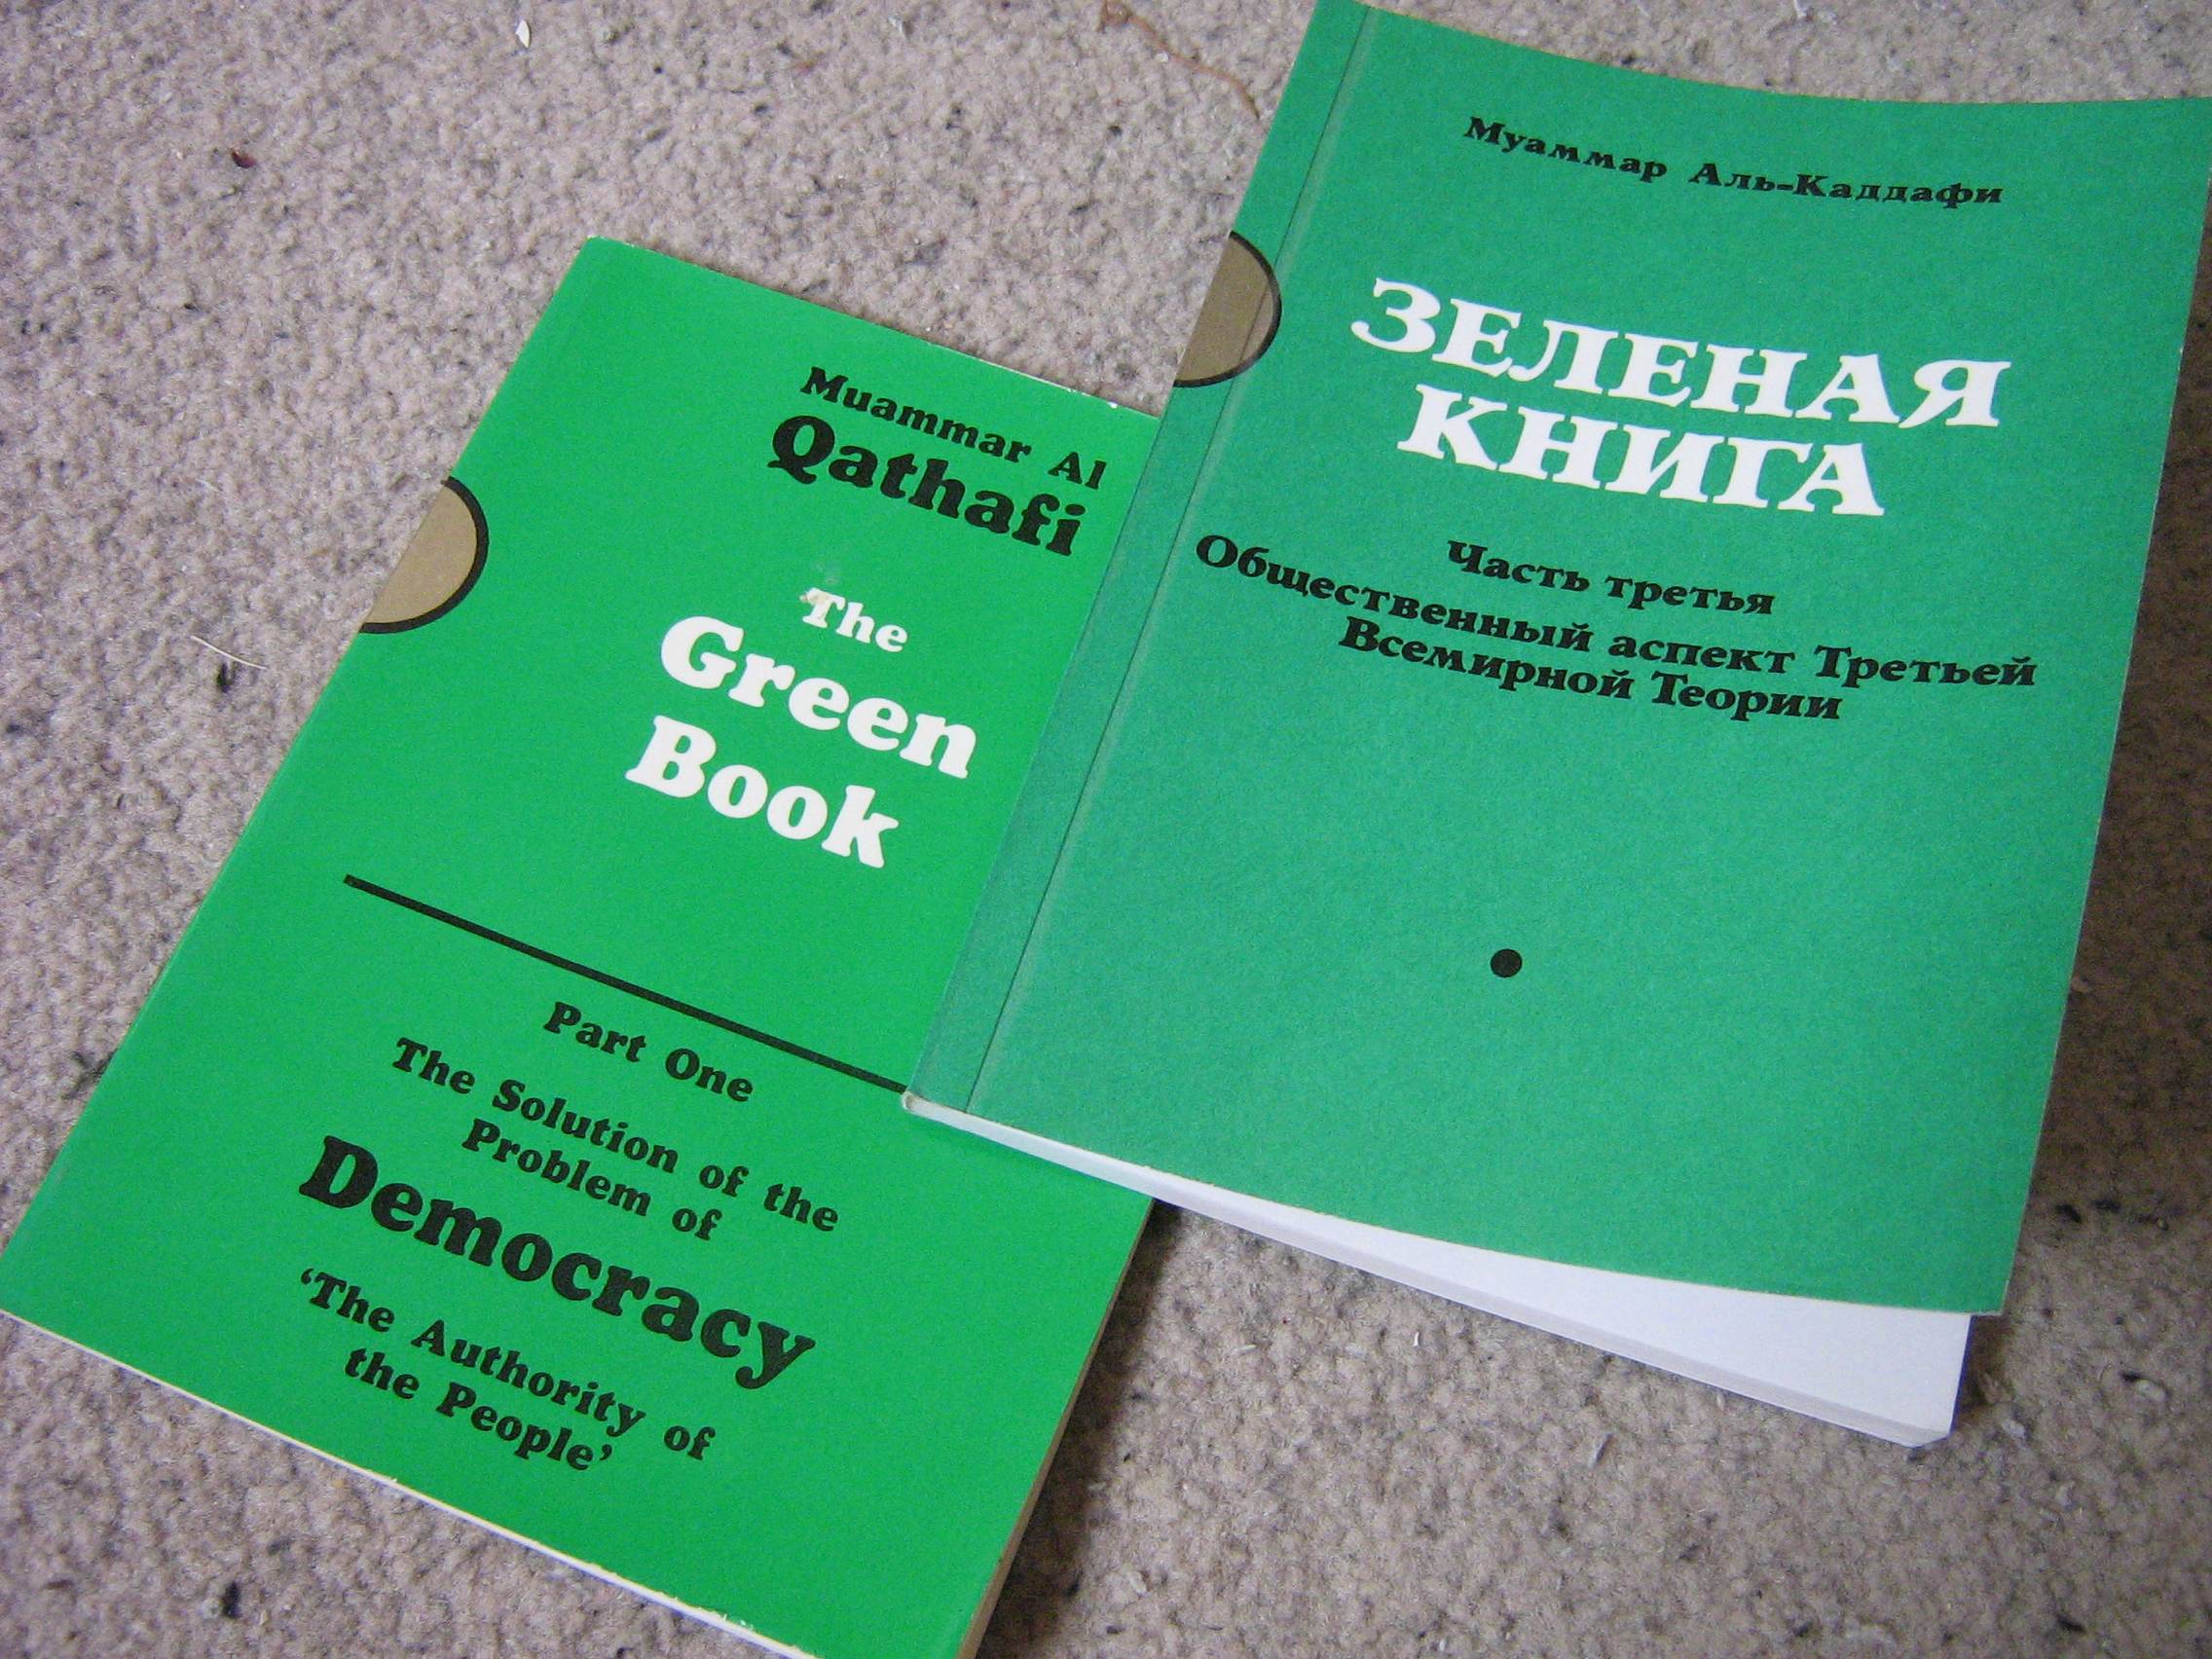 Muammar Al
Qathafi
The
Green
Book
Part One
The Solution of the
Problem of
Democracy
‘The Authority of
the People’
Муаммар Аль-Каддафи
ЗЕЛЕНАЯ
КНИГА
Часть третья
Общественный аспект Третьей
Всемирной Теории